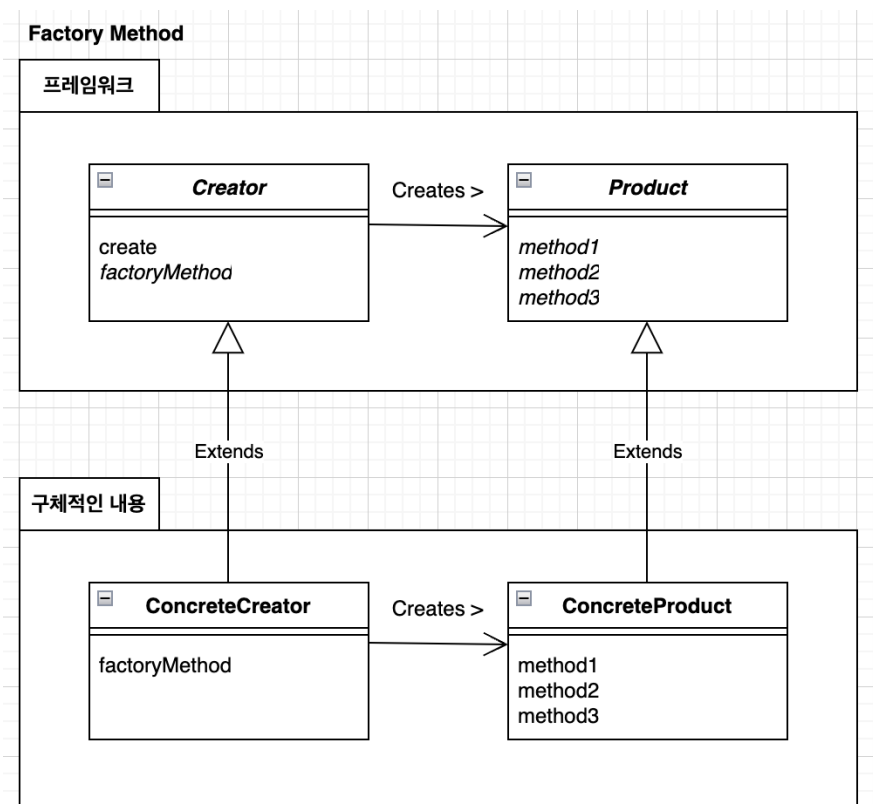 Factory Method
프레임워크
Creator
Creates >
Product
create
factoryMethod
method1
method2
method3
Extends
Extends
구체적인 내용
ConcreteCreator
Creates >
ConcreteProduct
factoryMethod
method1
method2
method3